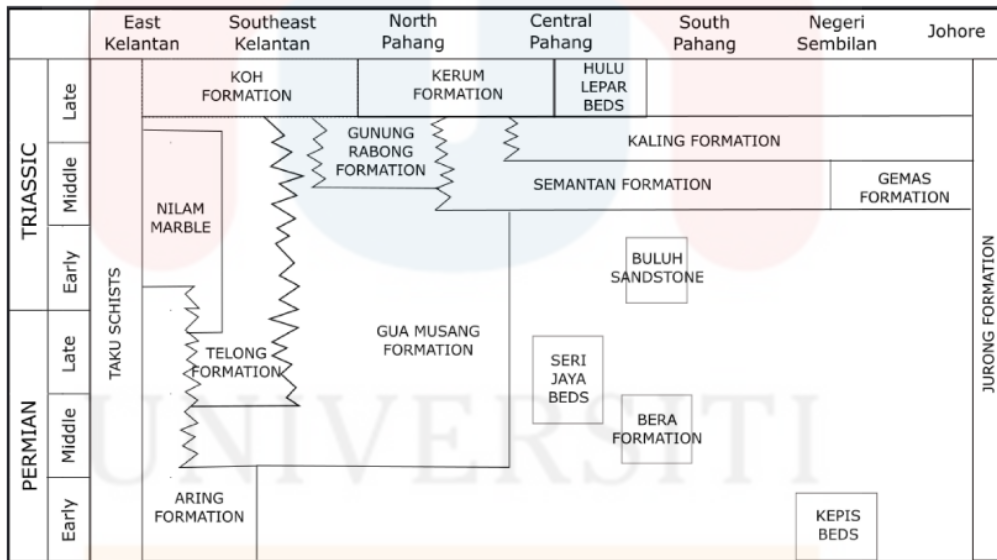 East
Kelantan
Southeast
Kelantan
North
Pahang
Central
Pahang
South
Pahang
Negeri
Sembilan
Johore
TRIASSIC
Late
Middle
Early
PERMIAN
Late
Middle
Early
TAKU SCHISTS
KOH
FORMATION
KERUM
FORMATION
HULU
LEPAR
BEDS
GUNUNG
RABONG
FORMATION
KALING FORMATION
SEMANTAN FORMATION
GEMAS
FORMATION
NILAM
MARBLE
BULUH
SANDSTONE
GUA MUSANG
FORMATION
TELONG
FORMATION
SERI
JAYA
BEDS
BERA
FORMATION
ARING
FORMATION
KEPIS
BEDS
JURONG FORMATION
UNIVERSITI